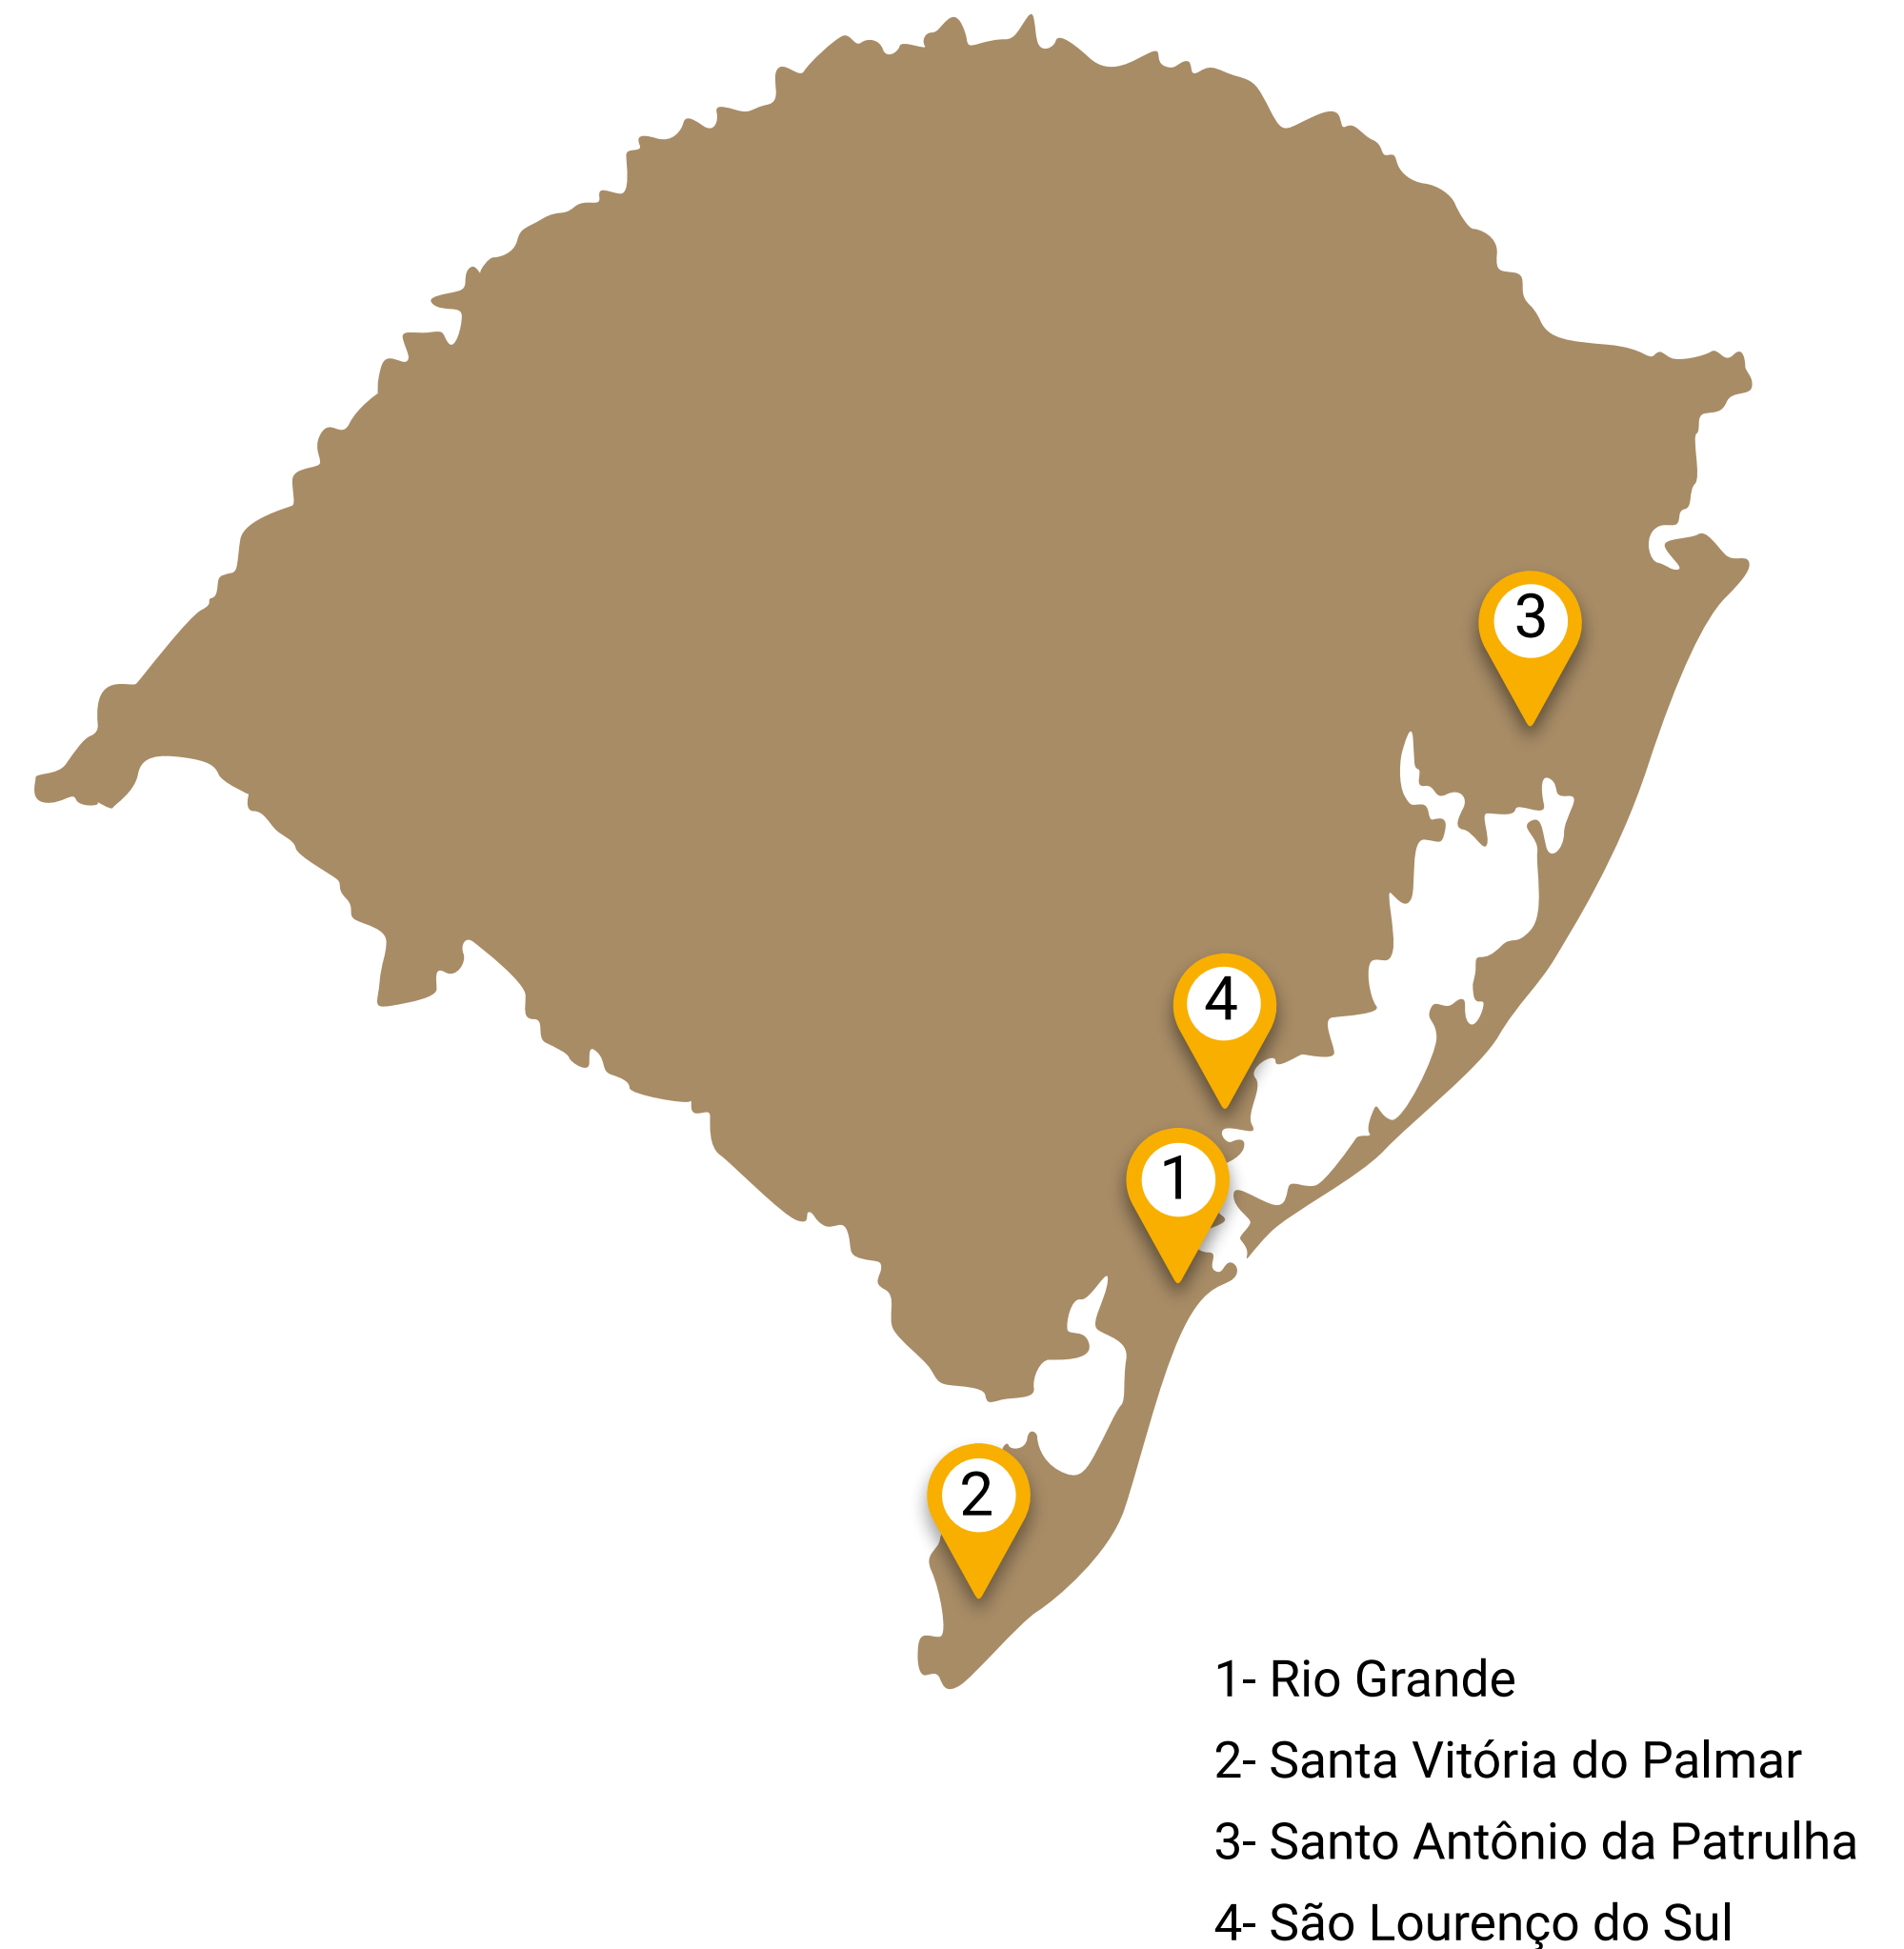 3
4
1
2
1- Rio Grande
2- Santa Vitória do Palmar
3- Santo Antônio da Patrulha
4- São Lourenço do Sul